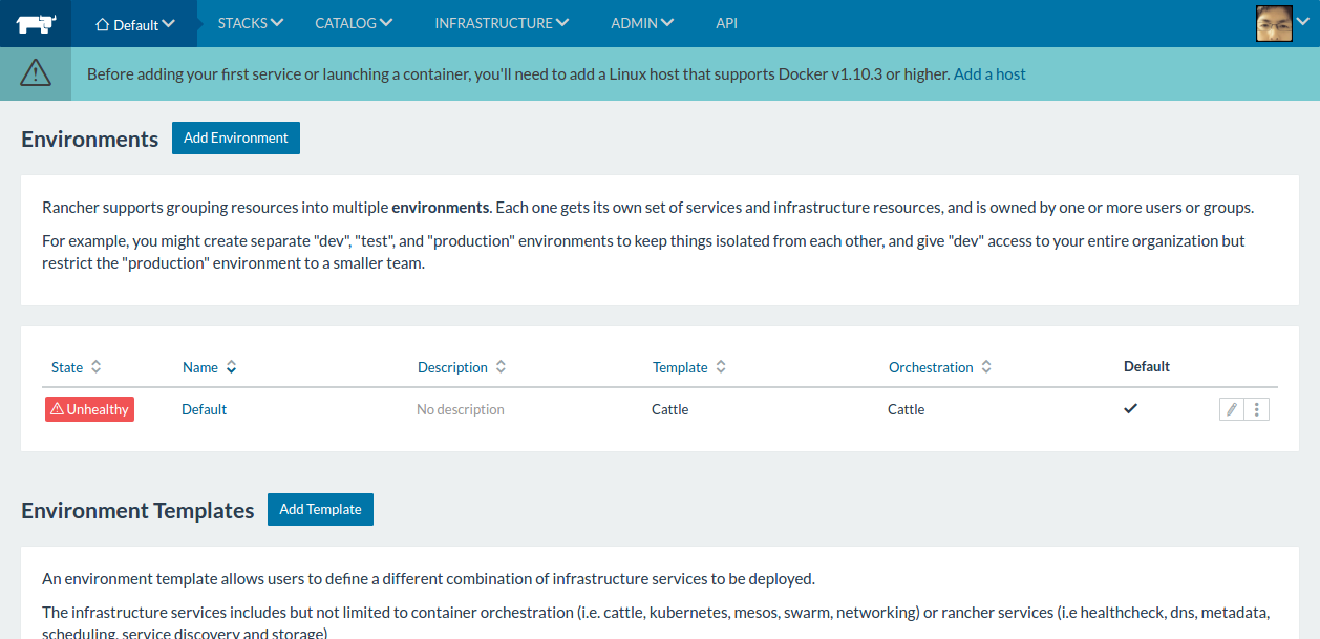 Default STACKS CATALOG INFRASTRUCTURE ADMIN API
Before adding your first service or launching a container, you'll need to add a Linux host that supports Docker v1.10.3 or higher. Add a host
Environments Add Environment
Rancher supports grouping resources into multiple environments. Each one gets its own set of services and infrastructure resources, and is owned by one or more users or groups.
For example, you might create separate "dev", "test", and "production" environments to keep things isolated from each other, and give "dev" access to your entire organization but
restrict the "production" environment to a smaller team.
State Name Description Template Orchestration Default
Unhealthy Default No description Cattle Cattle
Environment Templates Add Template
An environment template allows users to define a different combination of infrastructure services to be deployed.
The infrastructure services includes but not limited to container orchestration (i.e. cattle, kubernetes, mesos, swarm, networking) or rancher services (i.e healthcheck, dns, metadata,
scheduling, service discovery and storage)